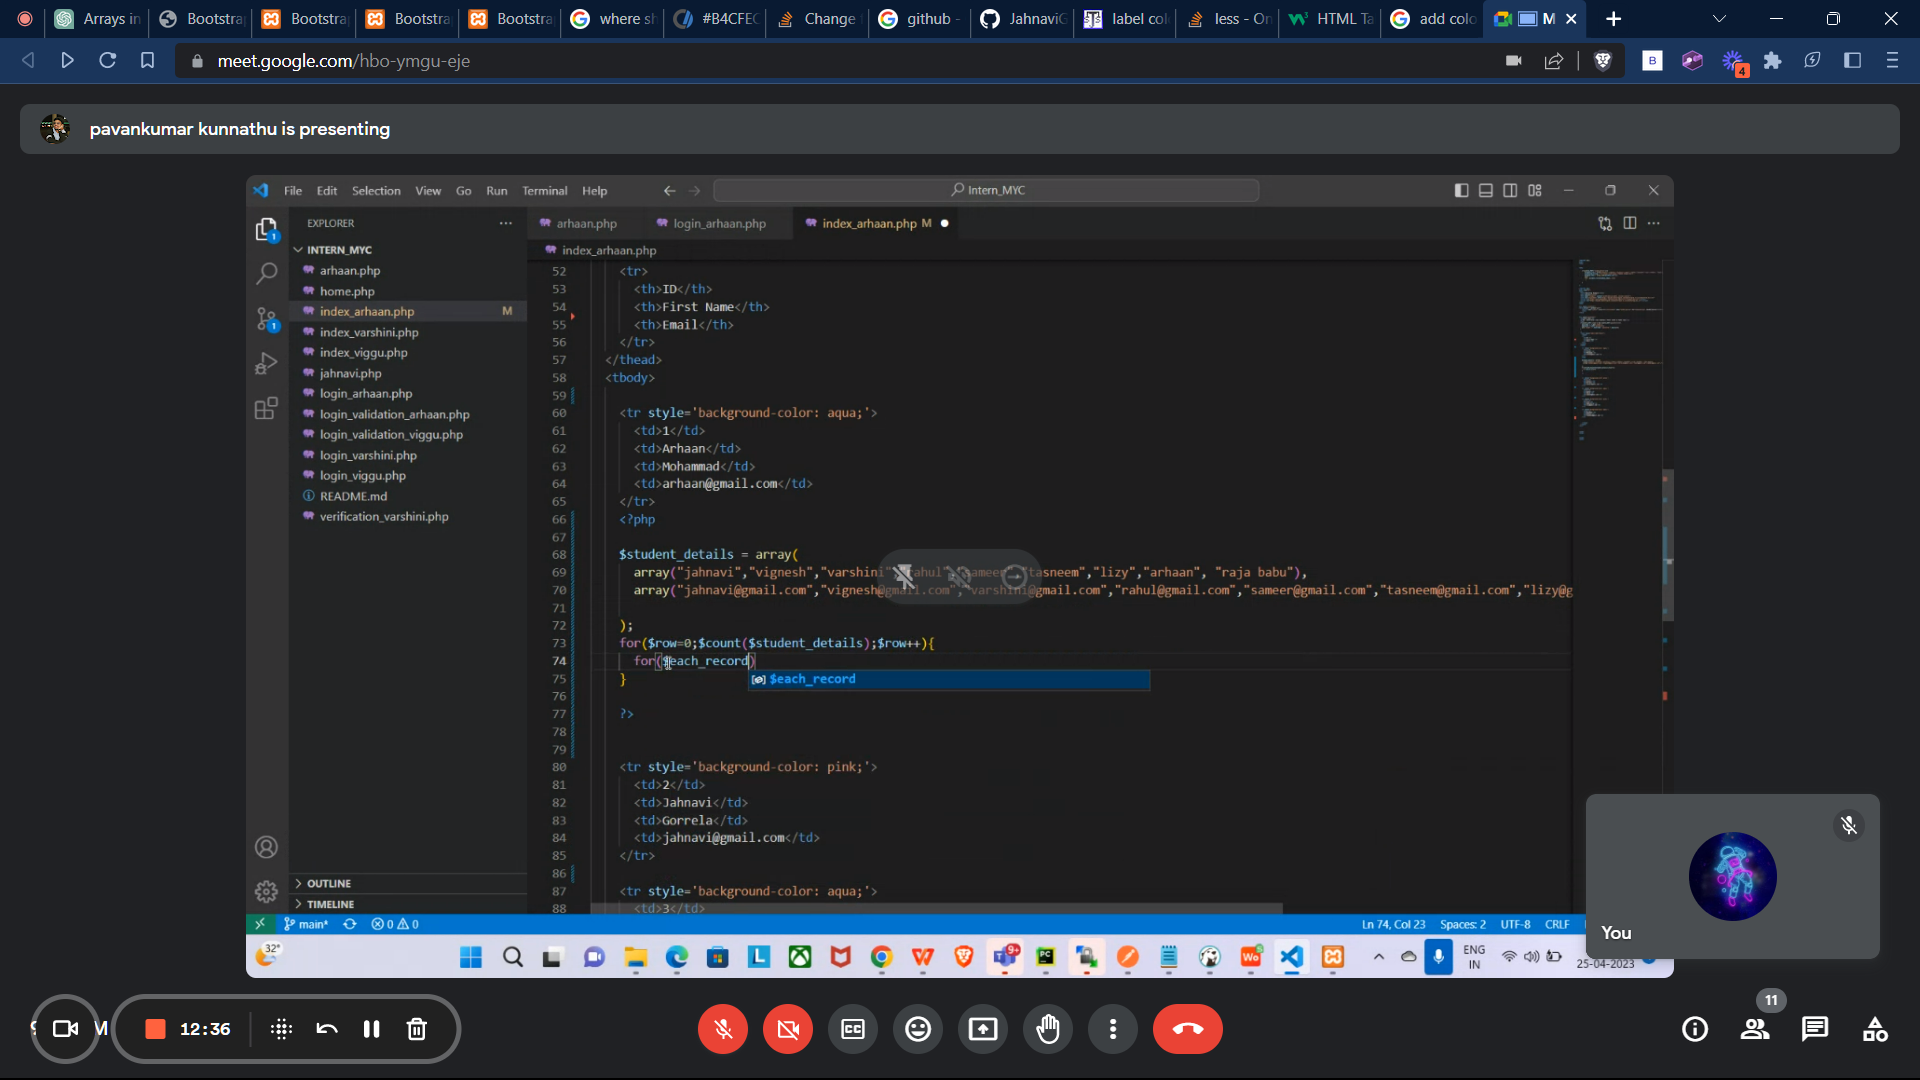 Arrays in
Bootstra
Bootstra
Bootstra
Bootstra
where sh
#B4CFEC
Change
github -
JahnaviG
label col
less - On
HTML Ta
add colo
M
meet.google.com/hbo-ymgu-eje
B
4
pavankumar kunnathu is presenting
File Edit Selection View Go Run Terminal Help
Intern_MYC
EXPLORER
arhaan.php
login_arhaan.php
index_arhaan.php M
INTERN_MYC
index_arhaan.php
arhaan.php
home.php
index_arhaan.php M
index_varshini.php
index_viggu.php
jahnavi.php
login_arhaan.php
login_validation_arhaan.php
login_validation_viggu.php
login_varshini.php
login_viggu.php
README.md
verification_varshini.php
OUTLINE
TIMELINE
1
1
52 <tr>
53 <th>ID</th>
54 <th>First Name</th>
55 <th>Email</th>
56 </tr>
57 </thead>
58 <tbody>
59
60 <tr style='background-color: aqua;'>
61 <td>1</td>
62 <td>Arhaan</td>
63 <td>Mohammad</td>
64 <td>arhaan@gmail.com</td>
65 </tr>
66 <?php
67
68 $student_details = array(
69 array("jahnavi","vignesh","varshini","rahul","sameer","tasneem","lizy","arhaan", "raja babu"),
70 array("jahnavi@gmail.com","vignesh@gmail.com","varshini@gmail.com","rahul@gmail.com","sameer@gmail.com","tasneem@gmail.com","lizy@g
71
72 );
73 for($row=0;$count($student_details);$row++){
74 for($each_record)
75 }
$each_record
76
77 ?>
78
79
80 <tr style='background-color: pink;'>
81 <td>2</td>
82 <td>Jahnavi</td>
83 <td>Gorrela</td>
84 <td>jahnavi@gmail.com</td>
85 </tr>
86
87 <tr style='background-color: aqua;'>
88 <td>3</td>
main* 0 0
Ln 74, Col 23 Spaces: 2 UTF-8 CRLF
32°
9+
ENG
IN
25-04-2023
You
12:36
11